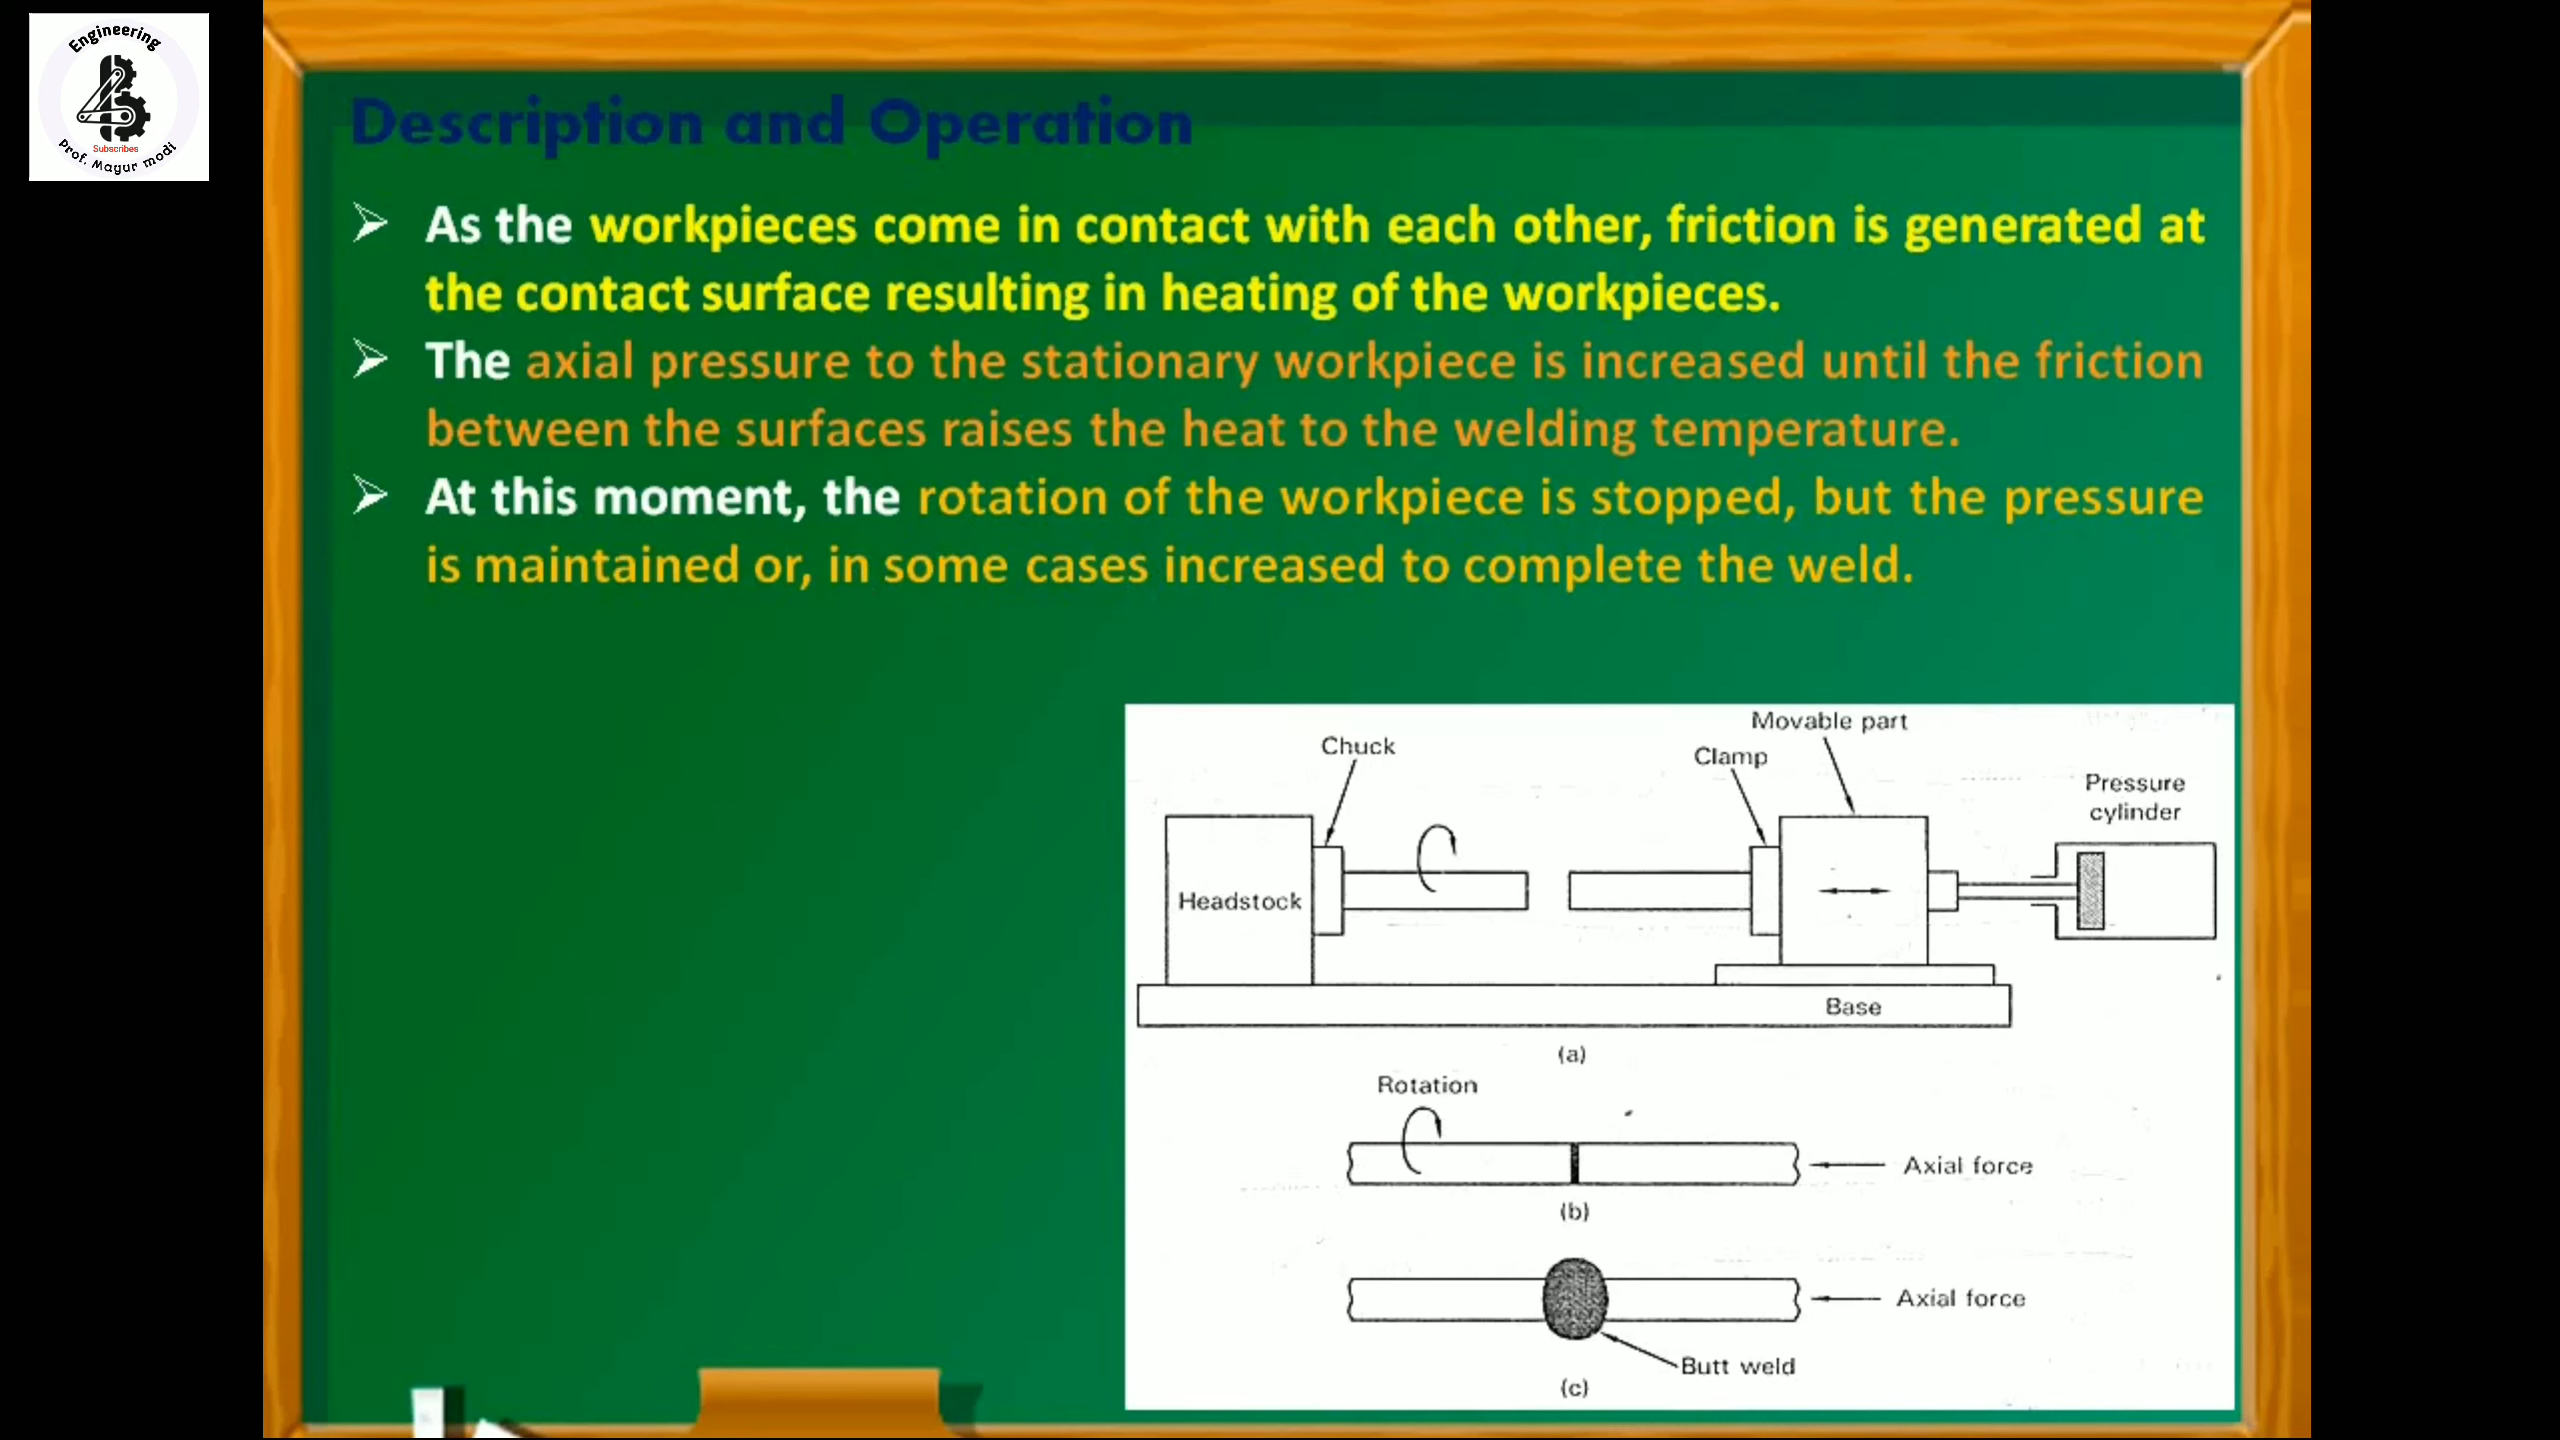 Engineering
Subscribes
Prof. Mayur modi
Description and Operation
As the workpieces come in contact with each other, friction is generated at
the contact surface resulting in heating of the workpieces.
The axial pressure to the stationary workpiece is increased until the friction
between the surfaces raises the heat to the welding temperature.
At this moment, the rotation of the workpiece is stopped, but the pressure
is maintained or, in some cases increased to complete the weld.
Movable part
Chuck
Clamp
Pressure
cylinder
Headstock
Base
(a)
Rotation
Axial force
(b)
Axial force
Butt weld
(c)